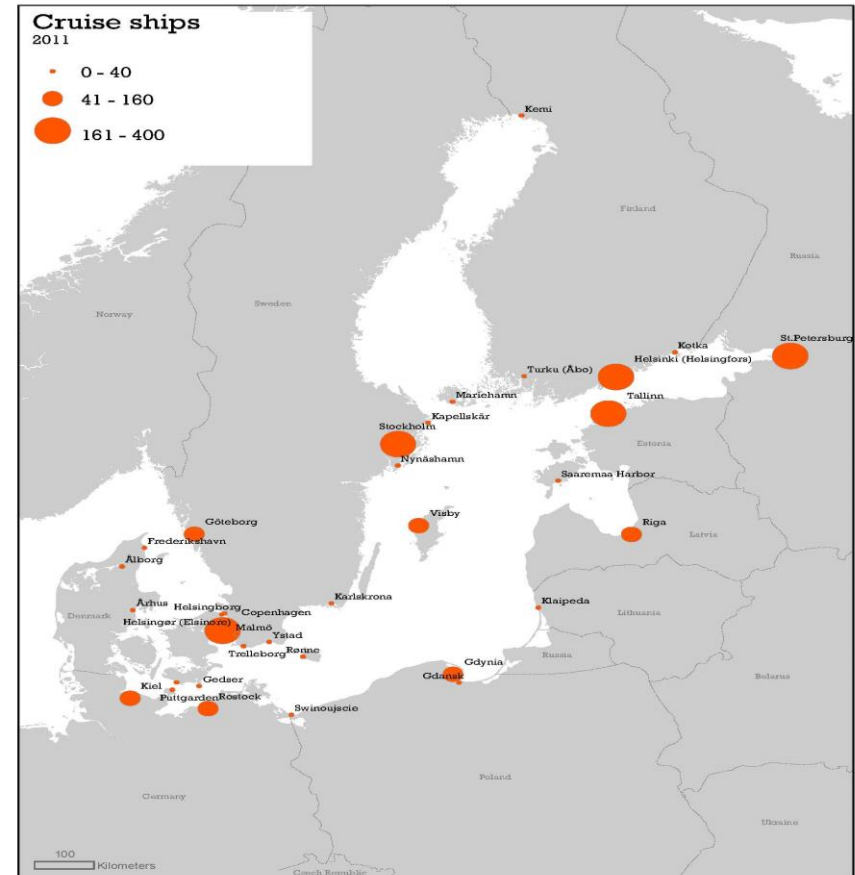 Cruise ships
2011
0 - 40
41 - 160
161 - 400
Kemi
Finland
Russia
Norway
Sweden
St.Petersburg
Kotka
Helsinki (Helsingfors)
Turku (Åbo)
Tallinn
Mariehamn
Kapellskär
Stockholm
Estonia
Nynäshamn
Saaremaa Harbor
Visby
Göteborg
Riga
Latvia
Frederikshavn
Ålborg
Karlskrona
Århus
Helsingborg
Copenhagen
Klaipeda
Denmark
Lithuania
Helsingør (Elsinore)
Malmö
Ystad
Trelleborg
Rønne
Russia
Gdynia
Gdansk
Belarus
Kiel
Gedser
Puttgarden
Rostock
Swinoujscie
Poland
Germany
Ukraine
100
Kilometers
Czech Republic